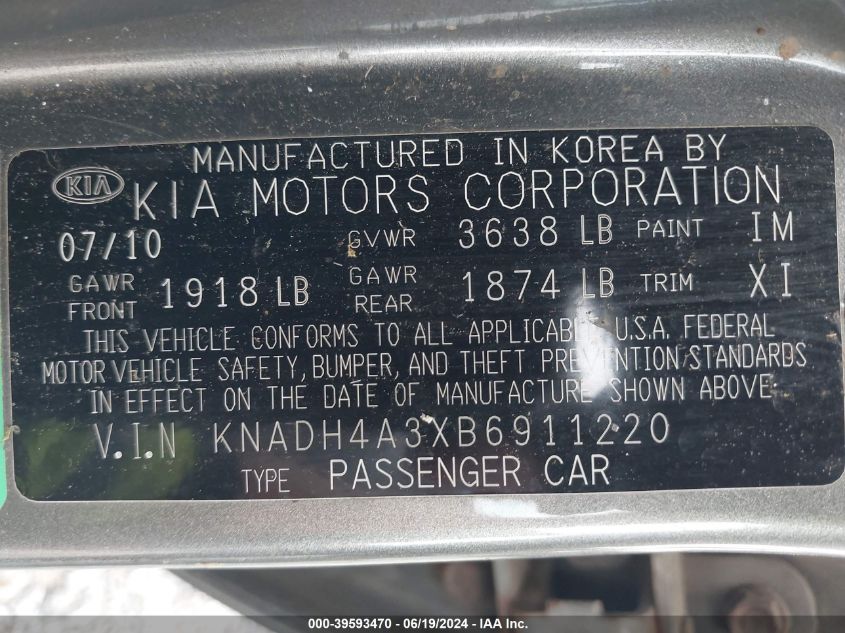 MANUFACTURED IN KOREA BY
KIA KIA MOTORS CORPORATION
07/10 GVWR 3638 LB PAINT IM
GAWR FRONT 1918 LB GAWR REAR 1874 LB TRIM XI
THIS VEHICLE CONFORMS TO ALL APPLICABLE U.S.A. FEDERAL
MOTOR VEHICLE SAFETY, BUMPER, AND THEFT PREVENTION STANDARDS
IN EFFECT ON THE DATE OF MANUFACTURE SHOWN ABOVE
V.I.N KNADH4A3XB6911220
TYPE PASSENGER CAR
000-39593470 - 06/19/2024 - IAA Inc.